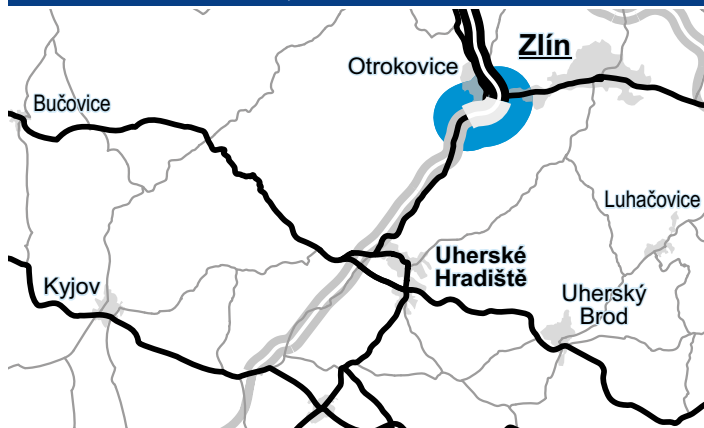 Zlín
Otrokovice
Bučovice
Luhačovice
Uherské
Hradiště
Kyjov
Uherský
Brod